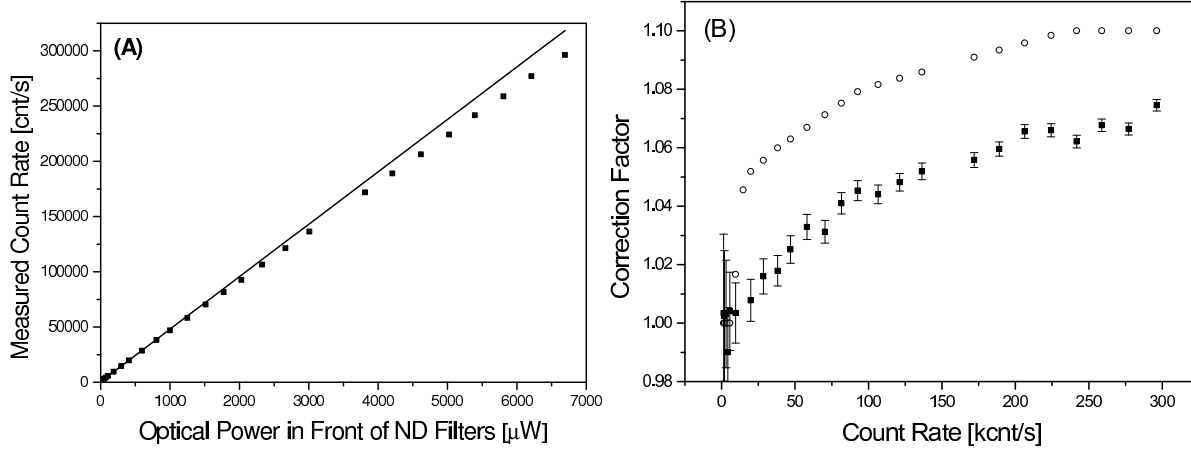 (A)
Measured Count Rate [cnt/s]
300000
250000
200000
150000
100000
50000
0
0 1000 2000 3000 4000 5000 6000 7000
Optical Power in Front of ND Filters [μW]
(B)
Correction Factor
1.10
1.08
1.06
1.04
1.02
1.00
0.98
0 50 100 150 200 250 300
Count Rate [kcnt/s]